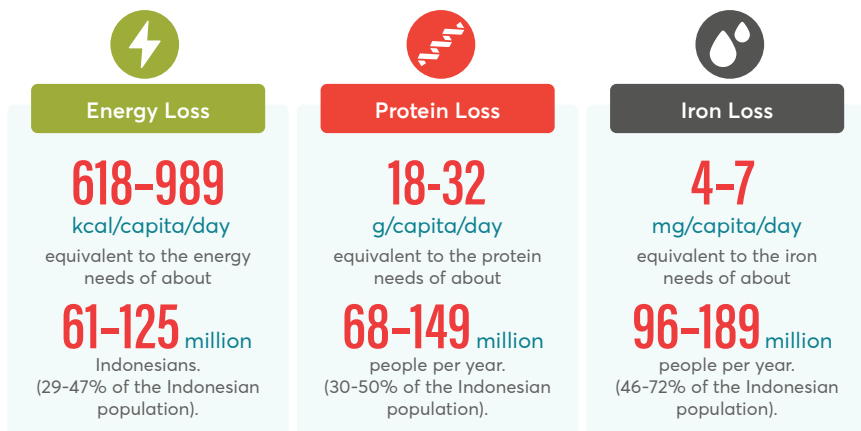 Energy Loss
618–989
kcal/capita/day
equivalent to the energy
needs of about
61–125 million
Indonesians.
(29-47% of the Indonesian
population).
Protein Loss
18-32
g/capita/day
equivalent to the protein
needs of about
68–149 million
people per year.
(30-50% of the Indonesian
population).
Iron Loss
4–7
mg/capita/day
equivalent to the iron
needs of about
96–189 million
people per year.
(46-72% of the Indonesian
population).